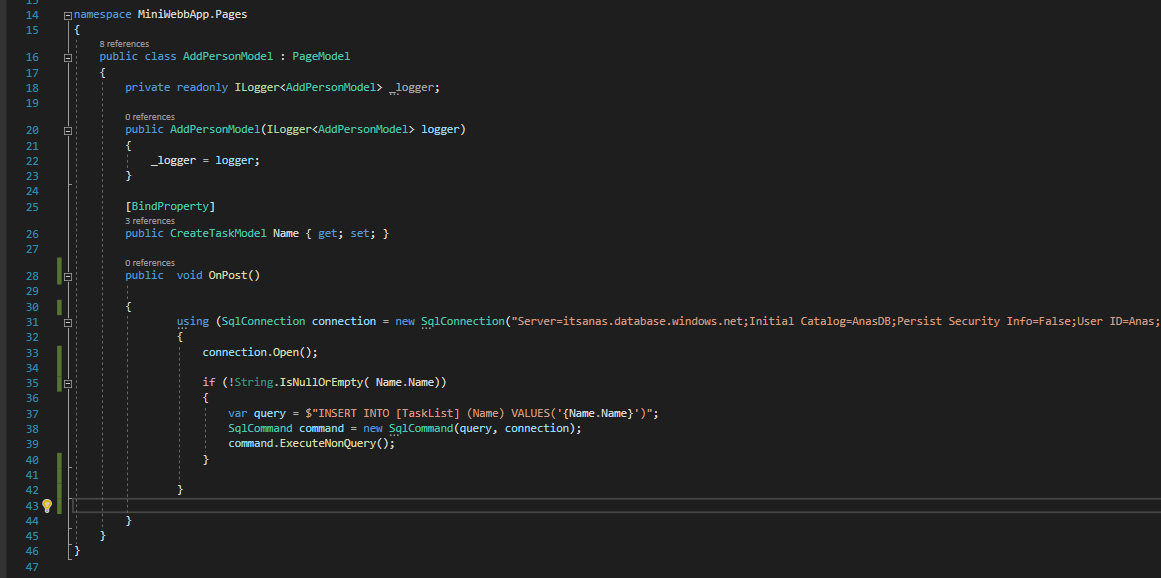 14 namespace MiniWebbApp.Pages
15 {
8 references
16 public class AddPersonModel : PageModel
17 {
18 private readonly ILogger<AddPersonModel> _logger;
19
0 references
20 public AddPersonModel(ILogger<AddPersonModel> logger)
21 {
22 _logger = logger;
23 }
24
25 [BindProperty]
3 references
26 public CreateTaskModel Name { get; set; }
27
0 references
28 public void OnPost()
29
30 {
31 using (SqlConnection connection = new SqlConnection("Server=itsanas.database.windows.net;Initial Catalog=AnasDB;Persist Security Info=False;User ID=Anas;
32 {
33 connection.Open();
34
35 if (!String.IsNullOrEmpty( Name.Name))
36 {
37 var query = $"INSERT INTO [TaskList] (Name) VALUES('{Name.Name}')";
38 SqlCommand command = new SqlCommand(query, connection);
39 command.ExecuteNonQuery();
40 }
41
42 }
43
44 }
45 }
46 }
47